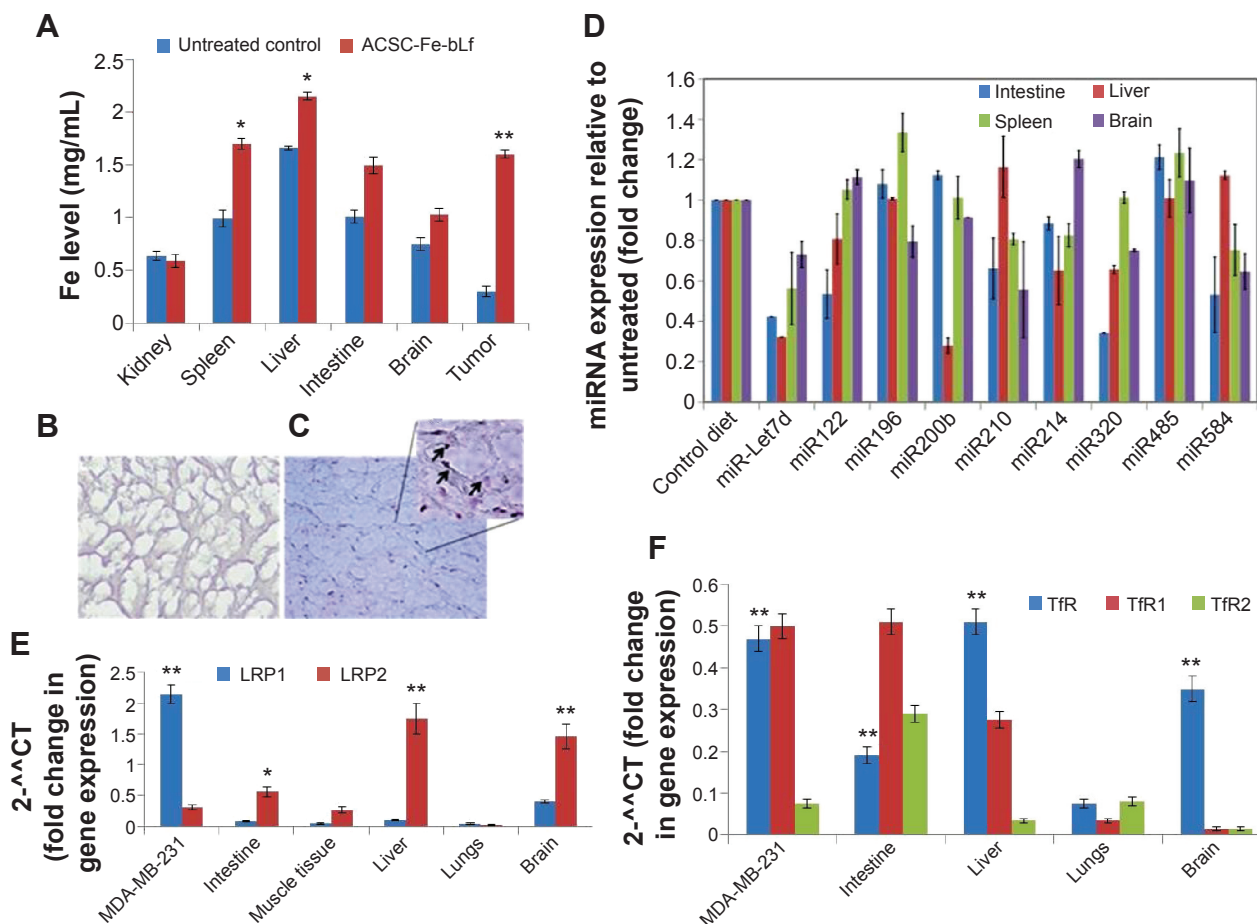 A
Untreated control ACSC-Fe-bLf
Fe level (mg/mL)
2.5
2
1.5
1
0.5
0
*
*
**
Kidney
Spleen
Liver
Intestine
Brain
Tumor
B
C
D
miRNA expression relative to
untreated (fold change)
1.6
1.4
1.2
1
0.8
0.6
0.4
0.2
0
Intestine Liver
Spleen Brain
Control diet
miR-Let7d
miR122
miR196
miR200b
miR210
miR214
miR320
miR485
miR584
E
2-^^CT
(fold change in
gene expression)
LRP1 LRP2
2.5
2
1.5
1
0.5
0
**
*
**
**
MDA-MB-231
Intestine
Muscle tissue
Liver
Lungs
Brain
F
2-^^CT (fold change
in gene expression)
TfR TfR1 TfR2
0.6
0.5
0.4
0.3
0.2
0.1
0
**
**
**
**
MDA-MB-231
Intestine
Liver
Lungs
Brain